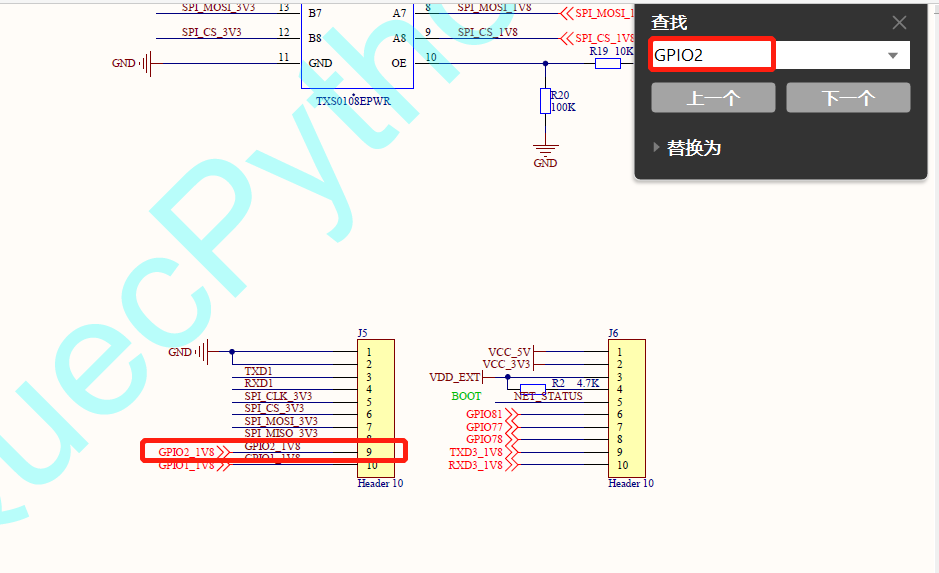 SPI_MOSI_3V3 13 B7 A7 8 SPI_MOSI_1V8 SPI_MOSI_1
SPI_CS_3V3 12 B8 A8 9 SPI_CS_1V8 SPI_CS_1V8
GND 11 GND OE 10 R19 10K
TXS0108EPWR
R20
100K
GND
查找
GPIO2
上一个 下一个
替换为
QuecPytho
J5
GND 1
2
TXD1 3
RXD1 4
SPI_CLK_3V3 5
SPI_CS_3V3 6
SPI_MOSI_3V3 7
SPI_MISO_3V3 8
GPIO2_1V8 GPIO2_1V8 9
GPIO1_1V8 GPIO1_1V8 10
Header 10
J6
VCC_5V 1
VCC_3V3 2
VDD_EXT 3
R2 4.7K 4
BOOT NET_STATUS 5
GPIO81 6
GPIO77 7
GPIO78 8
TXD3_1V8 9
RXD3_1V8 10
Header 10